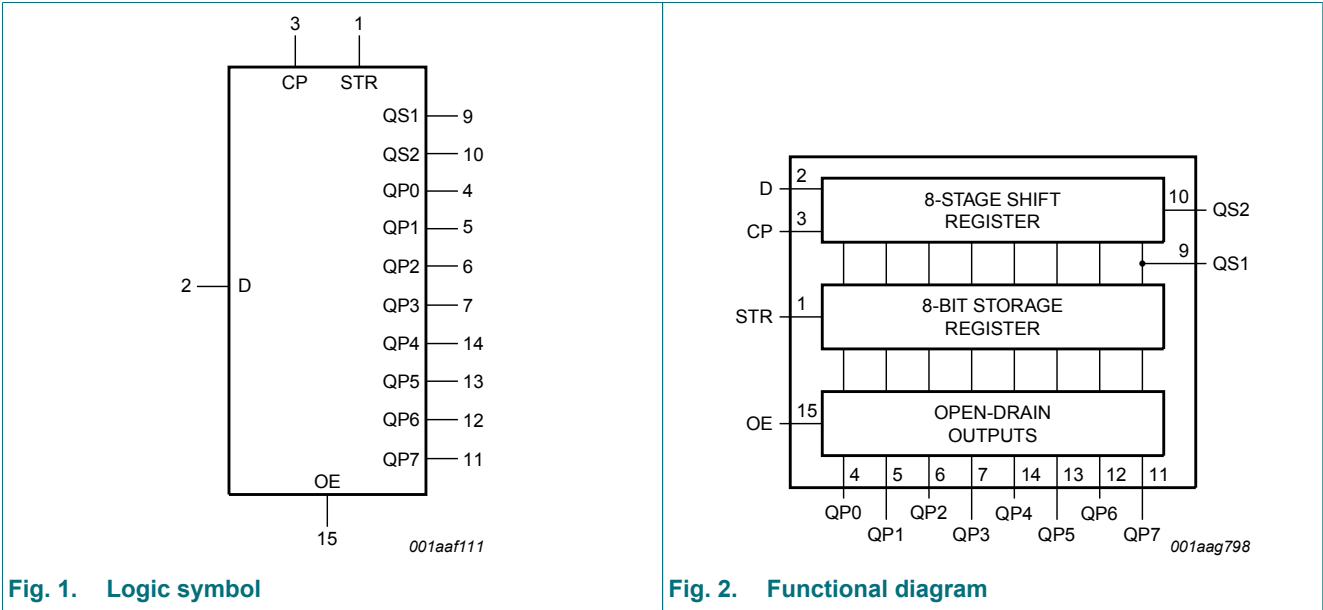 3 1
CP STR
QS1 9
QS2 10
QP0 4
QP1 5
QP2 6
2 D
QP3 7
QP4 14
QP5 13
QP6 12
QP7 11
OE
15
001aaf111
Fig. 1. Logic symbol
D 2
8-STAGE SHIFT
REGISTER
10 QS2
CP 3
9 QS1
STR 1
8-BIT STORAGE
REGISTER
OE 15
OPEN-DRAIN
OUTPUTS
4 5 6 7 14 13 12 11
QP0 QP2 QP4 QP6
QP1 QP3 QP5 QP7
001aag798
Fig. 2. Functional diagram